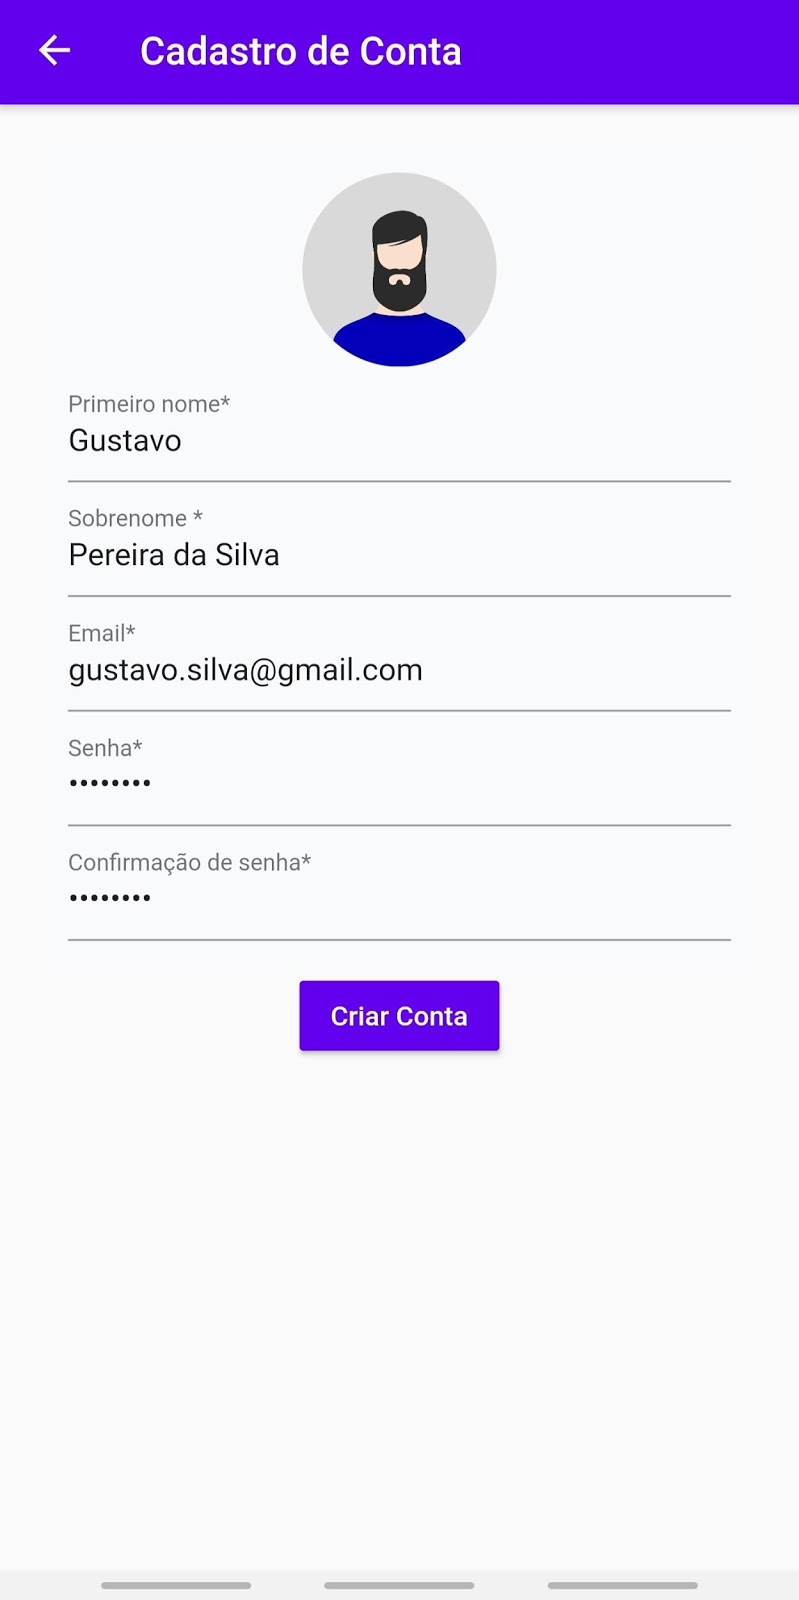 Cadastro de Conta
Primeiro nome*
Gustavo
Sobrenome *
Pereira da Silva
Email*
gustavo.silva@gmail.com
Senha*
••••••••
Confirmação de senha*
••••••••
Criar Conta